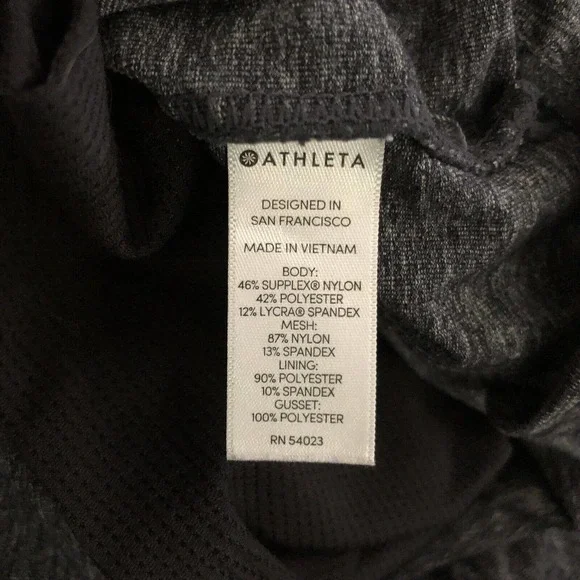 ATHLETA
DESIGNED IN
SAN FRANCISCO
MADE IN VIETNAM
BODY:
46% SUPPLEX® NYLON
42% POLYESTER
12% LYCRA® SPANDEX
MESH:
87% NYLON
13% SPANDEX
LINING:
90% POLYESTER
10% SPANDEX
GUSSET:
100% POLYESTER
RN 54023